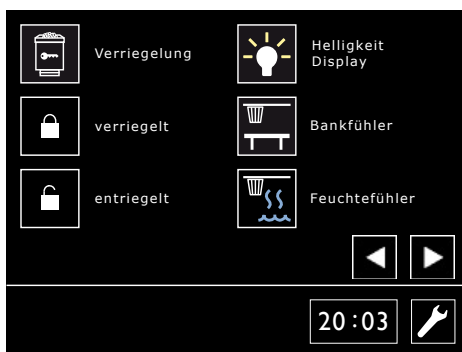 Verriegelung
verriegelt
entriegelt
Helligkeit
Display
Bankfühler
Feuchtefühler
20:03